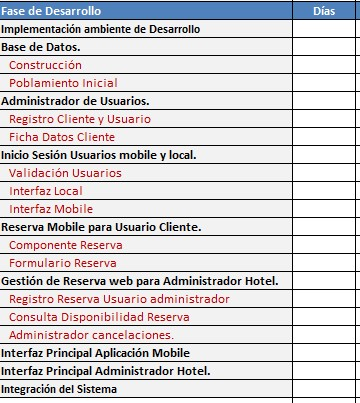 Fase de Desarrollo Días
Implementación ambiente de Desarrollo
Base de Datos.
Construcción
Poblamiento Inicial
Administrador de Usuarios.
Registro Cliente y Usuario
Ficha Datos Cliente
Inicio Sesión Usuarios mobile y local.
Validación Usuarios
Interfaz Local
Interfaz Mobile
Reserva Mobile para Usuario Cliente.
Componente Reserva
Formulario Reserva
Gestión de Reserva web para Administrador Hotel.
Registro Reserva Usuario administrador
Consulta Disponibilidad Reserva
Administrador cancelaciones.
Interfaz Principal Aplicación Mobile
Interfaz Principal Administrador Hotel.
Integración del Sistema